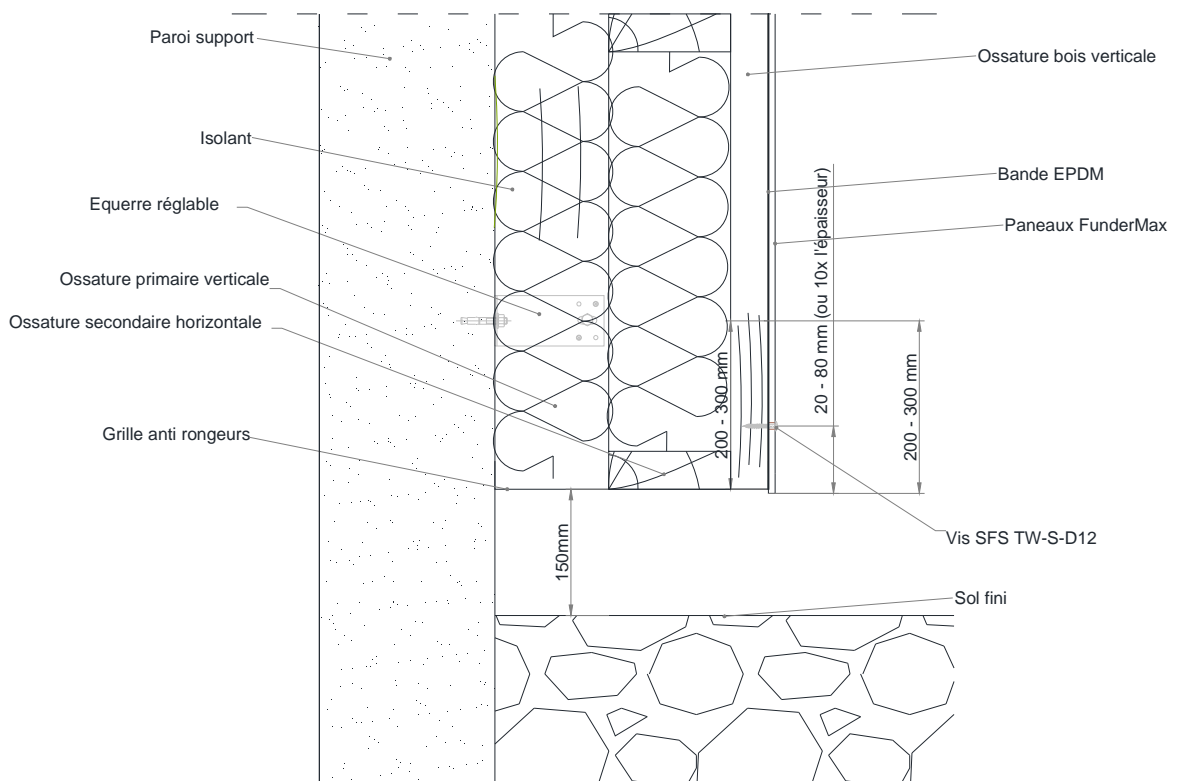 Paroi support
Ossature bois verticale
Isolant
Bande EPDM
Equerre réglable
Paneaux FunderMax
Ossature primaire verticale
Ossature secondaire horizontale
20 - 80 mm (ou 10x l'épaisseur)
200 - 300 mm
200 - 300 mm
Grille anti rongeurs
Vis SFS TW-S-D12
150mm
Sol fini